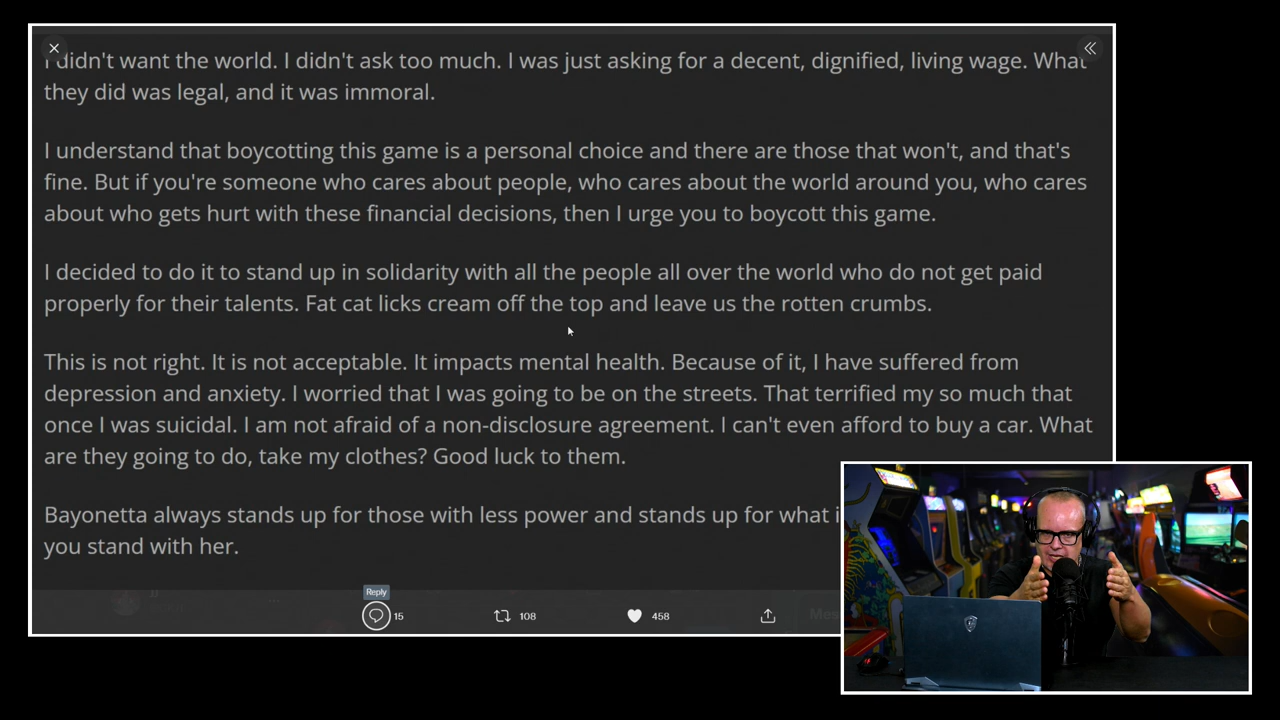 I didn't want the world. I didn't ask too much. I was just asking for a decent, dignified, living wage. What
they did was legal, and it was immoral.
I understand that boycotting this game is a personal choice and there are those that won't, and that's
fine. But if you're someone who cares about people, who cares about the world around you, who cares
about who gets hurt with these financial decisions, then I urge you to boycott this game.
I decided to do it to stand up in solidarity with all the people all over the world who do not get paid
properly for their talents. Fat cat licks cream off the top and leave us the rotten crumbs.
This is not right. It is not acceptable. It impacts mental health. Because of it, I have suffered from
depression and anxiety. I worried that I was going to be on the streets. That terrified my so much that
once I was suicidal. I am not afraid of a non-disclosure agreement. I can't even afford to buy a car. What
are they going to do, take my clothes? Good luck to them.
Bayonetta always stands up for those with less power and stands up for what
you stand with her.
Reply
15 108 458